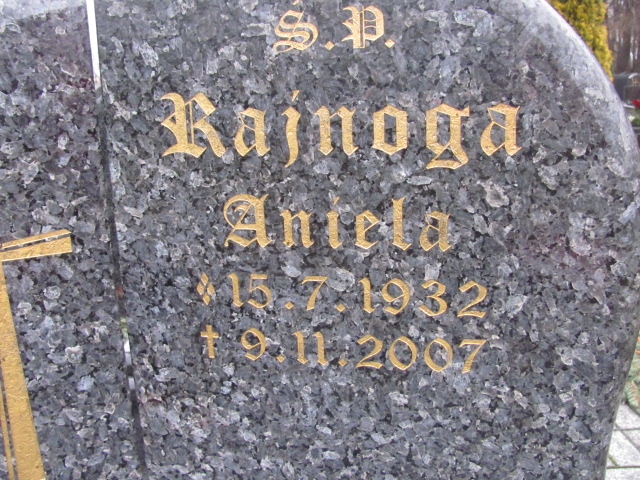 Ś.P.
Rajnoga
Aniela
15.7.1932
✝ 9.11.2007